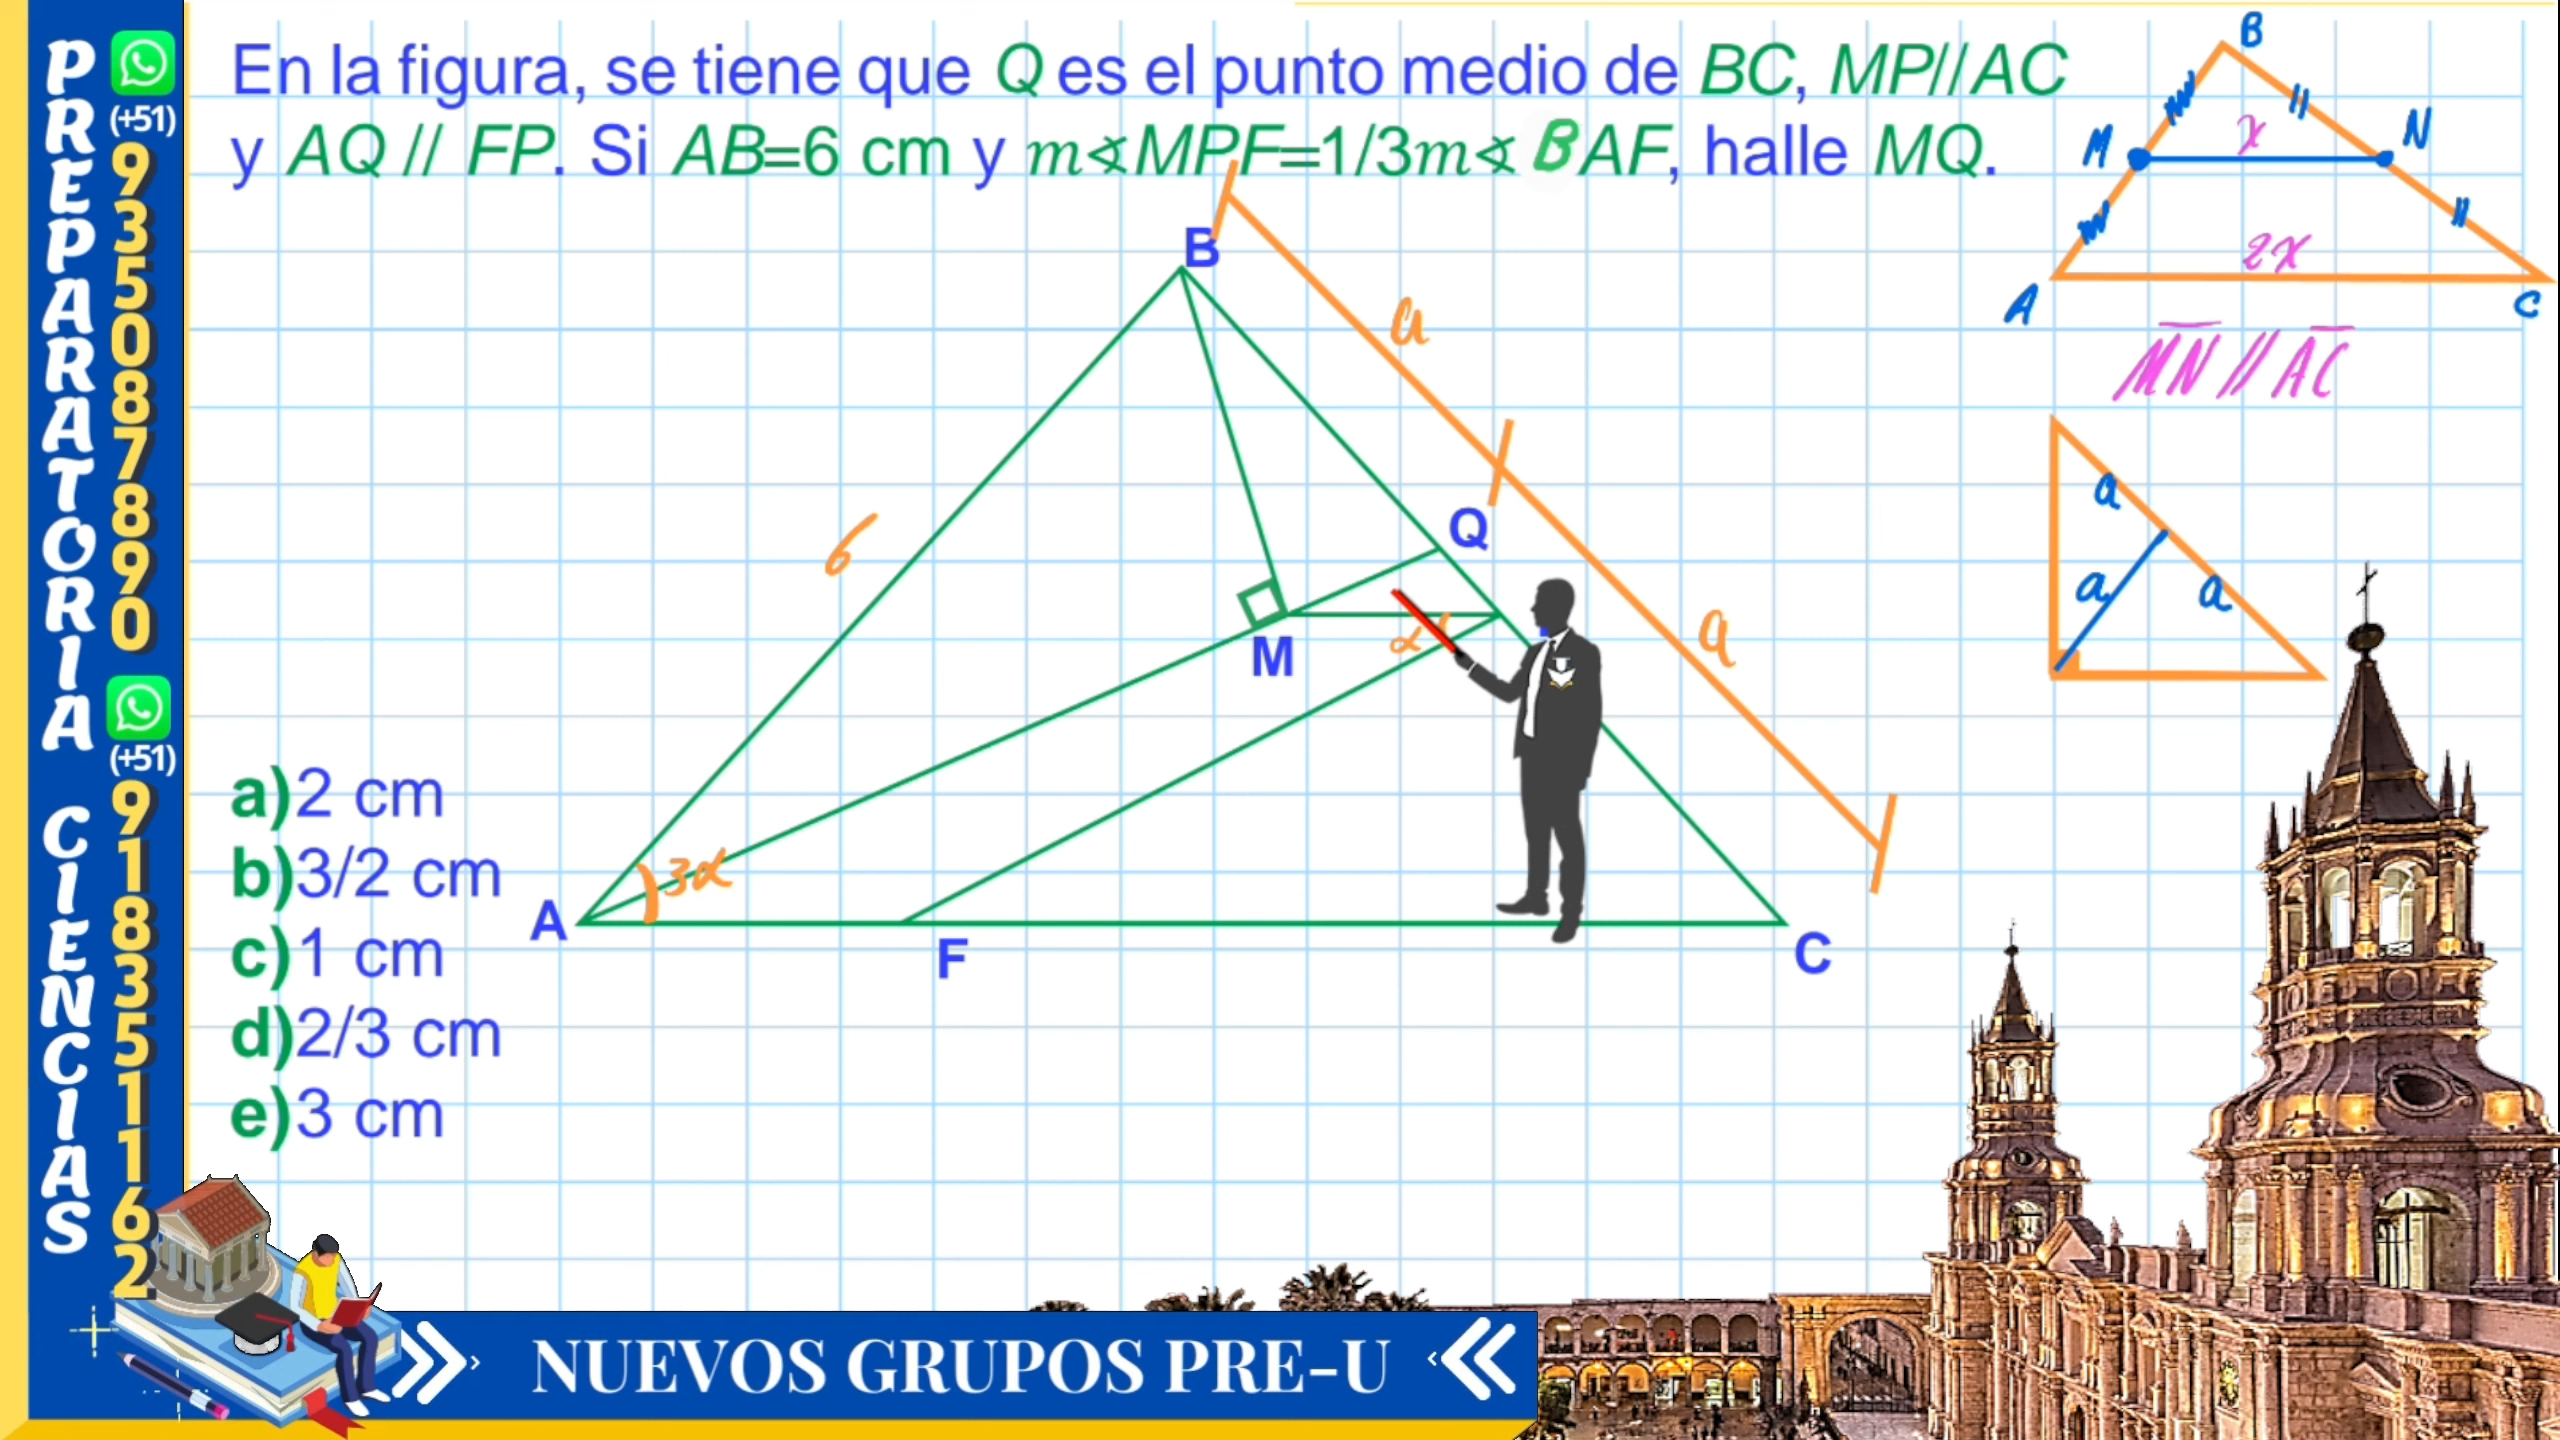 En la figura, se tiene que Q es el punto medio de BC, MP//AC
y AQ // FP. Si AB=6 cm y m∢MPF=1/3m∢BAF, halle MQ.
PREPARATORIA CIENCIAS
(+51)
935087890
(+51)
918351162
B
a
Q
a
6
M
α
3α
A
F
C
a) 2 cm
b) 3/2 cm
c) 1 cm
d) 2/3 cm
e) 3 cm
B
M
x
N
2x
A
C
MN // AC
a
a
a
NUEVOS GRUPOS PRE-U